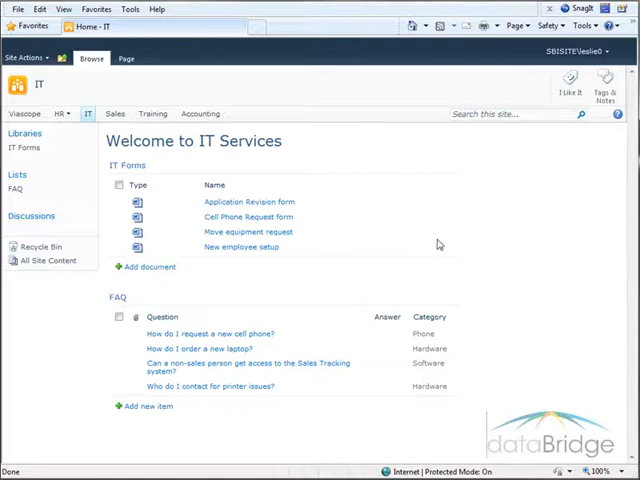 File Edit View Favorites Tools Help
x SnagIt
Favorites Home - IT
Page Safety Tools
SBISITE\leslie0
Site Actions Browse Page
IT
I Like It Tags &
Notes
Viascope HR IT Sales Training Accounting Search this site...
Libraries
IT Forms
Lists
FAQ
Discussions
Recycle Bin
All Site Content
Welcome to IT Services
IT Forms
Type Name
Application Revision form
Cell Phone Request form
Move equipment request
New employee setup
Add document
FAQ
Question Answer Category
How do I request a new cell phone? Phone
How do I order a new laptop? Hardware
Can a non-sales person get access to the Sales Tracking Software
system?
Who do I contact for printer issues? Hardware
Add new item
dataBridge
Done Internet | Protected Mode: On 100%